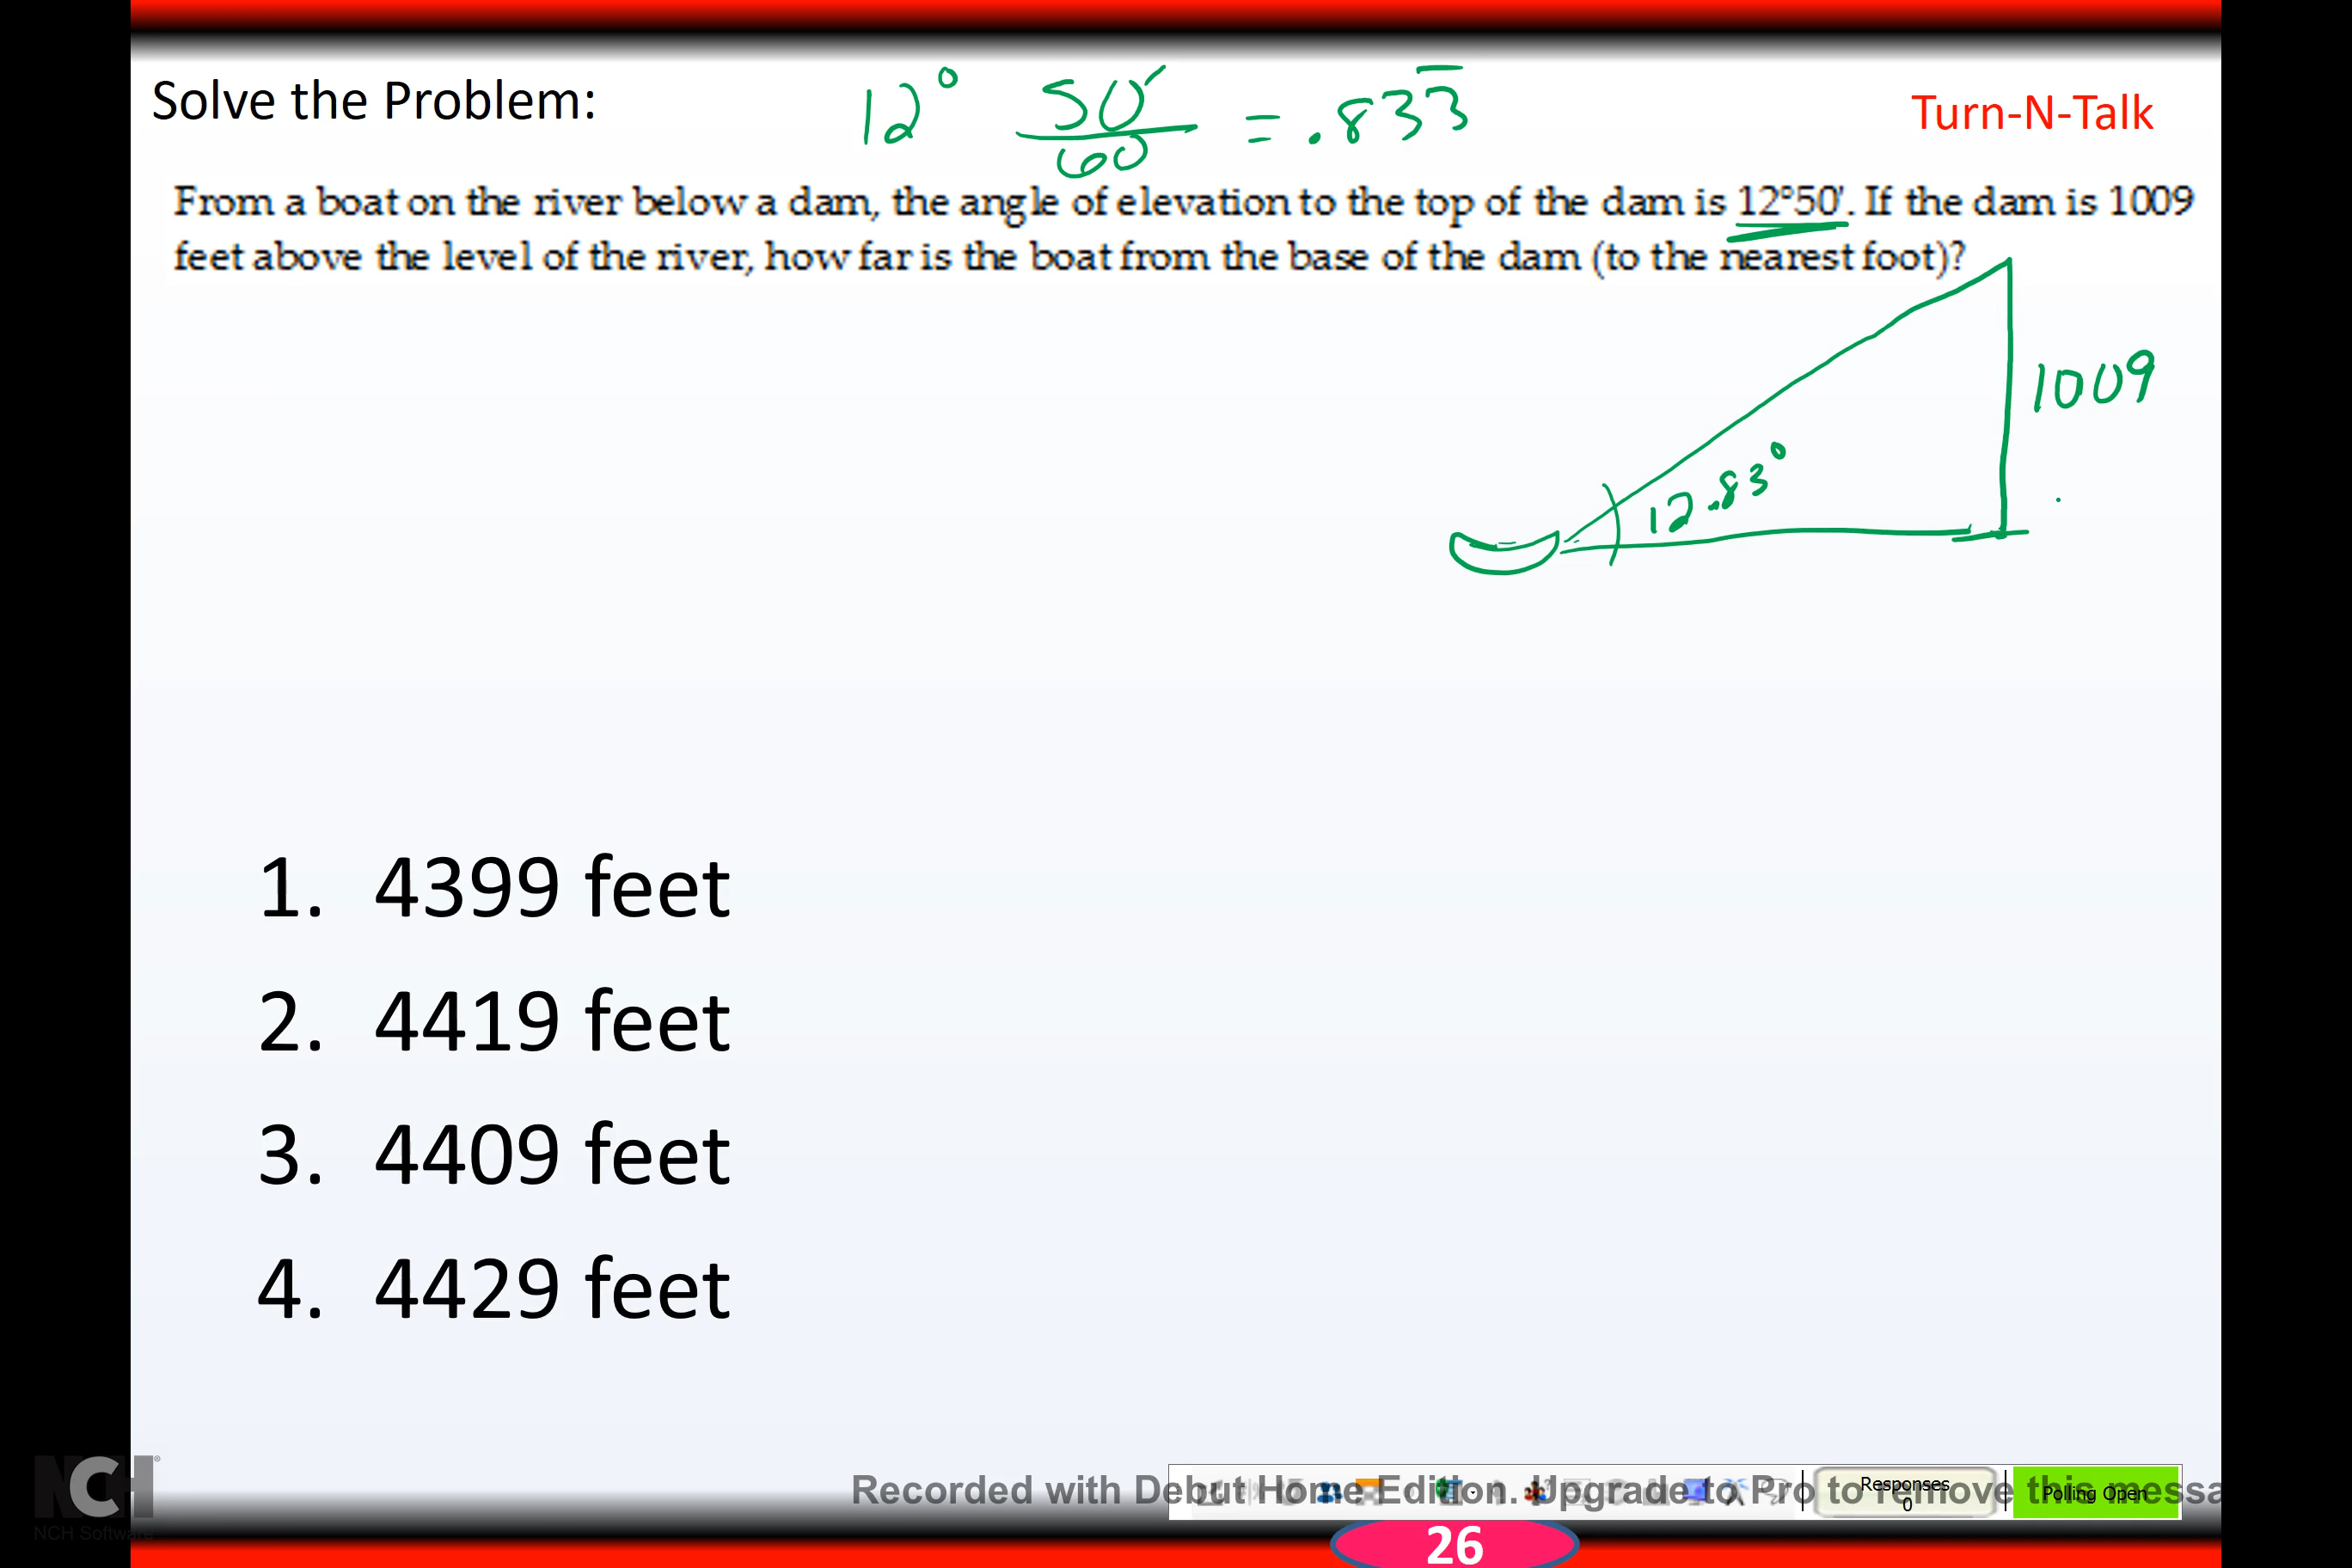 Solve the Problem:
12° 50′/60 = .833̅
Turn-N-Talk
From a boat on the river below a dam, the angle of elevation to the top of the dam is 12°50'. If the dam is 1009
feet above the level of the river, how far is the boat from the base of the dam (to the nearest foot)?
1009
12.83°
1. 4399 feet
2. 4419 feet
3. 4409 feet
4. 4429 feet
NCH®
NCH Software
Recorded with Debut Home Edition. Upgrade to Pro to remove this messa
Responses
0
Polling Open
26